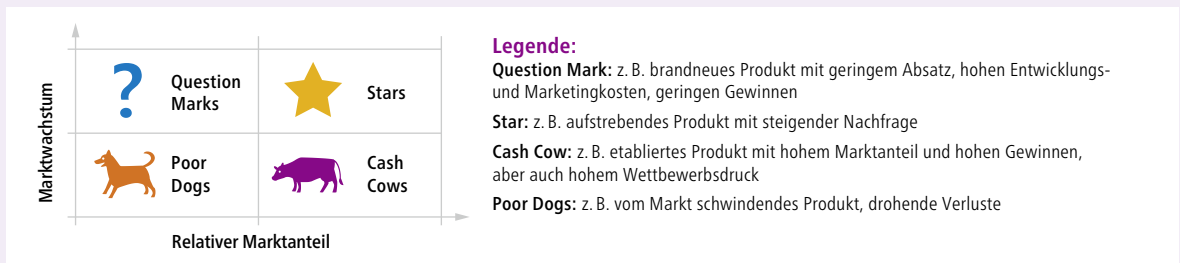 Marktwachstum
?
Question
Marks
Stars
Poor
Dogs
Cash
Cows
Relativer Marktanteil
Legende:
Question Mark: z. B. brandneues Produkt mit geringem Absatz, hohen Entwicklungs-
und Marketingkosten, geringen Gewinnen
Star: z. B. aufstrebendes Produkt mit steigender Nachfrage
Cash Cow: z. B. etabliertes Produkt mit hohem Marktanteil und hohen Gewinnen,
aber auch hohem Wettbewerbsdruck
Poor Dogs: z. B. vom Markt schwindendes Produkt, drohende Verluste